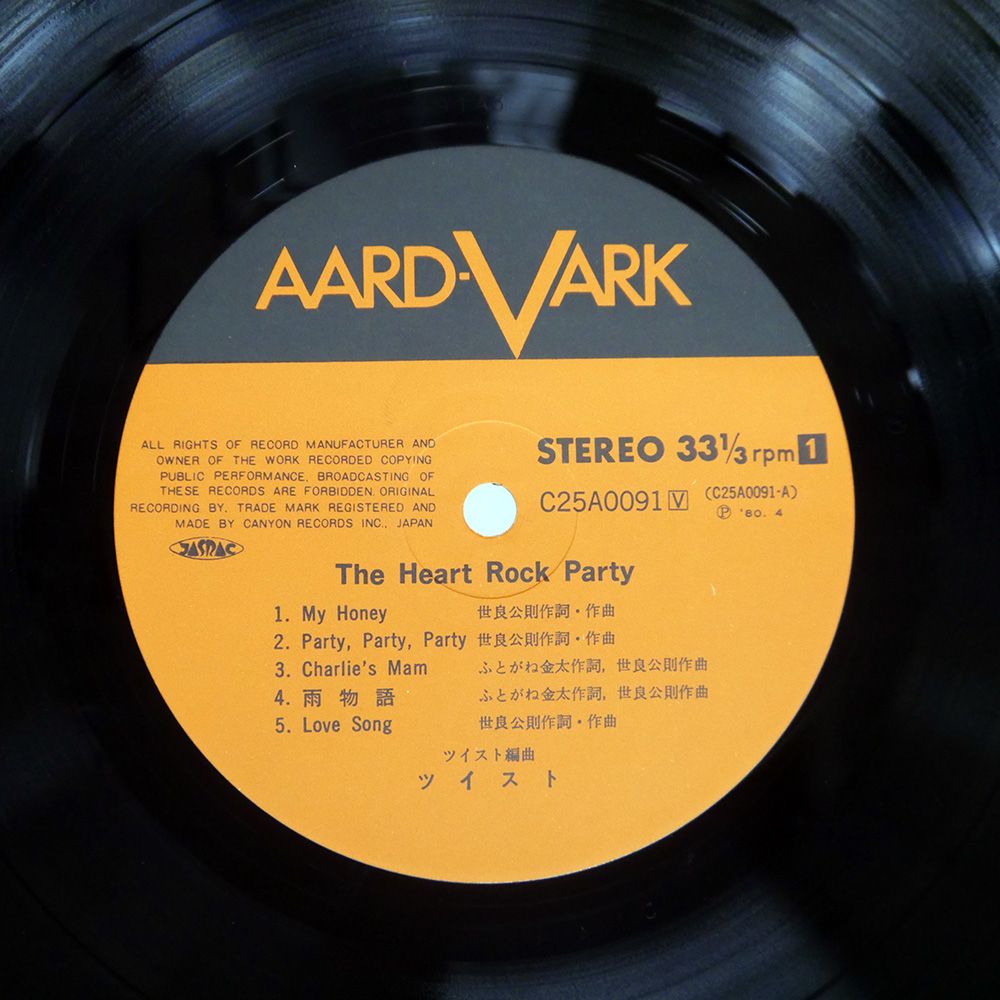 AARD-VARK
ALL RIGHTS OF RECORD MANUFACTURER AND
OWNER OF THE WORK RECORDED COPYING
PUBLIC PERFORMANCE, BROADCASTING OF
THESE RECORDS ARE FORBIDDEN. ORIGINAL
RECORDING BY. TRADE MARK REGISTERED AND
MADE BY CANYON RECORDS INC., JAPAN
JASRAC
STEREO 33 1/3 rpm 1
C25A0091 V (C25A0091-A)
Ⓟ '80. 4
The Heart Rock Party
1. My Honey 世良公則作詞・作曲
2. Party, Party, Party 世良公則作詞・作曲
3. Charlie's Mam ふとがね金太作詞, 世良公則作曲
4. 雨物語 ふとがね金太作詞, 世良公則作曲
5. Love Song 世良公則作詞・作曲
ツイスト編曲
ツイスト